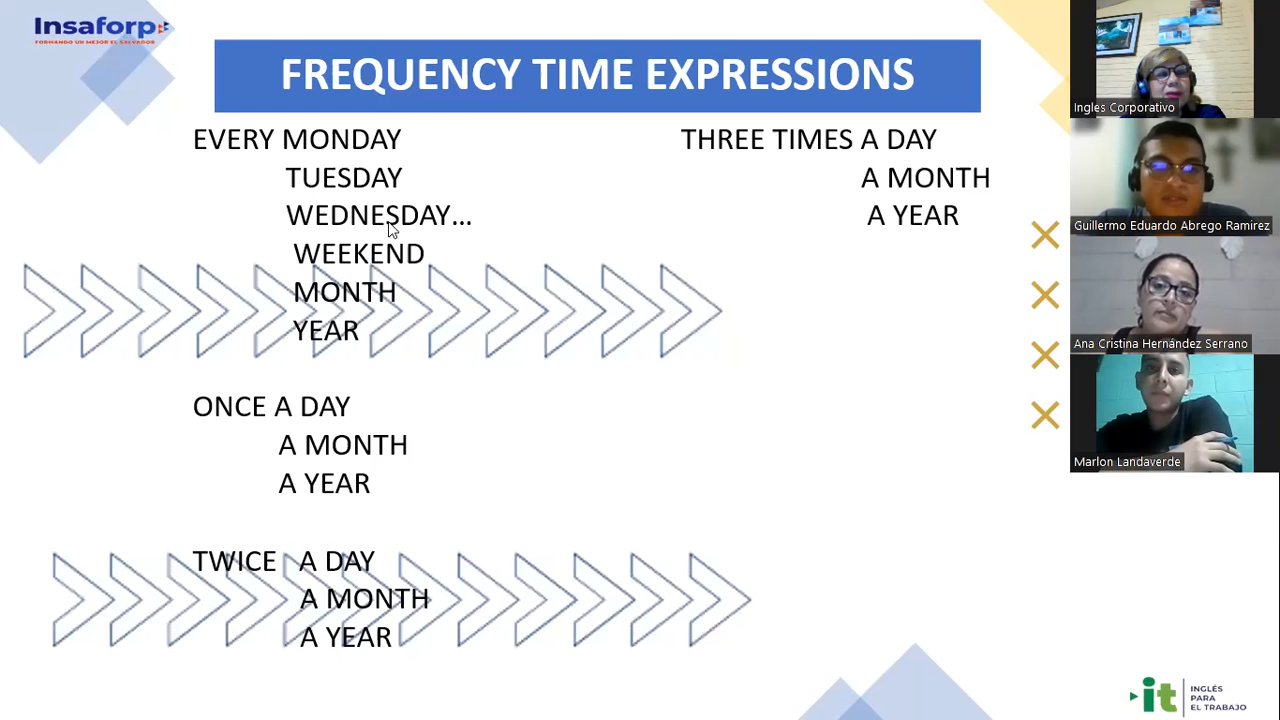 Insaforp
FORMANDO UN MEJOR EL SALVADOR
FREQUENCY TIME EXPRESSIONS
EVERY MONDAY
TUESDAY
WEDNESDAY...
WEEKEND
MONTH
YEAR
ONCE A DAY
A MONTH
A YEAR
TWICE A DAY
A MONTH
A YEAR
THREE TIMES A DAY
A MONTH
A YEAR
Ingles Corporativo
Guillermo Eduardo Abrego Ramirez
Ana Cristina Hernández Serrano
Marlon Landaverde
it
INGLÉS
PARA
EL TRABAJO